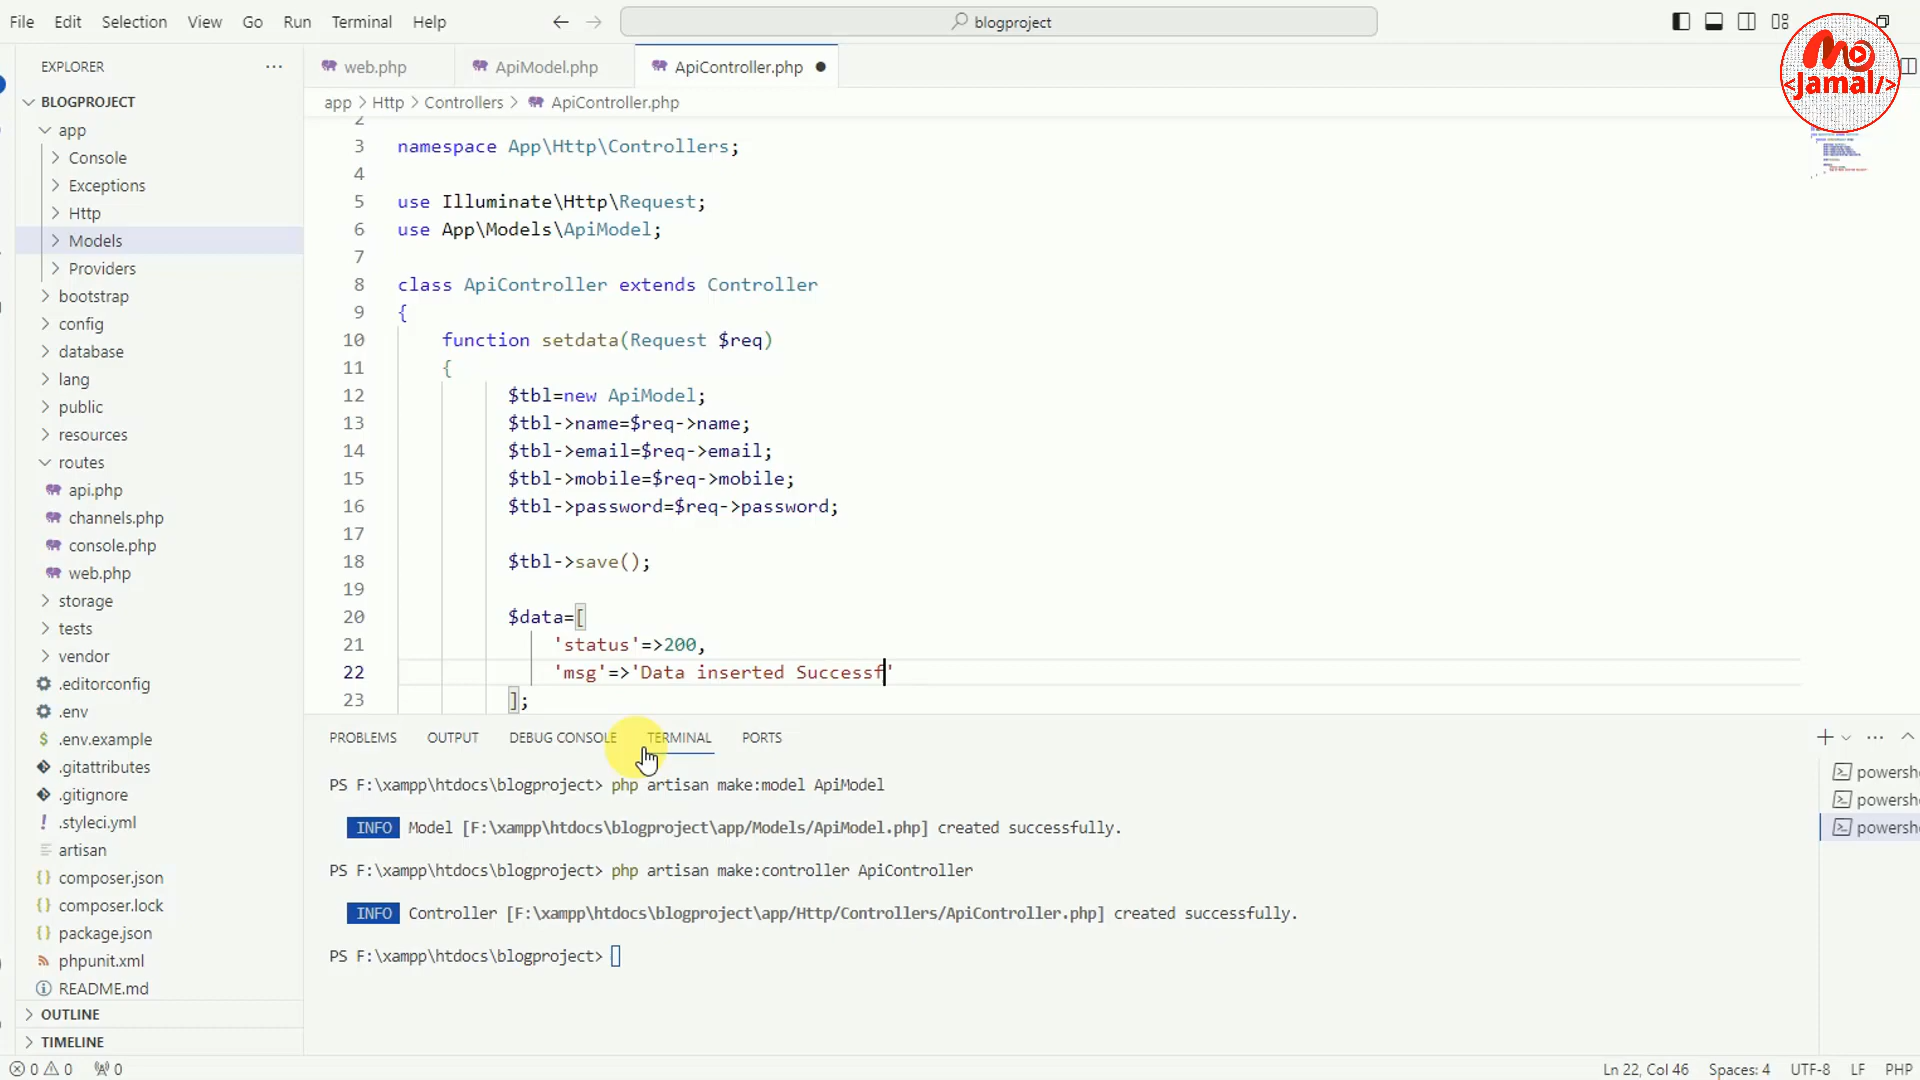 File Edit Selection View Go Run Terminal Help
blogproject
Mo
<Jamal/>
EXPLORER
web.php
ApiModel.php
ApiController.php
BLOGPROJECT
app > Http > Controllers > ApiController.php
app
Console
Exceptions
Http
Models
Providers
bootstrap
config
database
lang
public
resources
routes
api.php
channels.php
console.php
web.php
storage
tests
vendor
.editorconfig
.env
.env.example
.gitattributes
.gitignore
.styleci.yml
artisan
composer.json
composer.lock
package.json
phpunit.xml
README.md
OUTLINE
TIMELINE
2
3 namespace App\Http\Controllers;
4
5 use Illuminate\Http\Request;
6 use App\Models\ApiModel;
7
8 class ApiController extends Controller
9 {
10 function setdata(Request $req)
11 {
12 $tbl=new ApiModel;
13 $tbl->name=$req->name;
14 $tbl->email=$req->email;
15 $tbl->mobile=$req->mobile;
16 $tbl->password=$req->password;
17
18 $tbl->save();
19
20 $data=[
21 'status'=>200,
22 'msg'=>'Data inserted Successf'
23 ];
PROBLEMS OUTPUT DEBUG CONSOLE TERMINAL PORTS
PS F:\xampp\htdocs\blogproject> php artisan make:model ApiModel
INFO Model [F:\xampp\htdocs\blogproject\app/Models/ApiModel.php] created successfully.
PS F:\xampp\htdocs\blogproject> php artisan make:controller ApiController
INFO Controller [F:\xampp\htdocs\blogproject\app/Http/Controllers/ApiController.php] created successfully.
PS F:\xampp\htdocs\blogproject>
powersh
powersh
powersh
0 0 0
Ln 22, Col 46 Spaces: 4 UTF-8 LF PHP